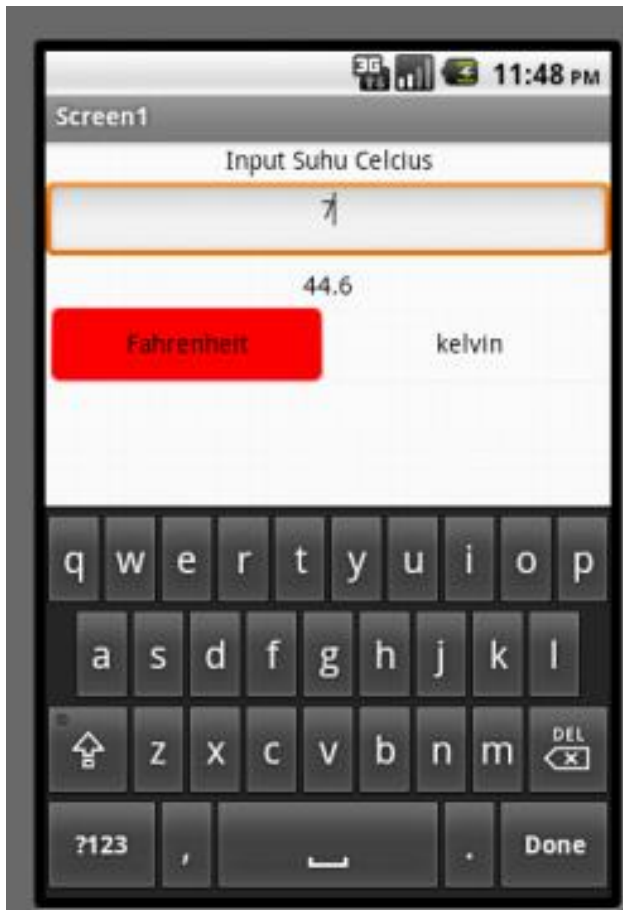 3G 11:48 PM
Screen1
Input Suhu Celcius
7
44.6
Fahrenheit kelvin
q w e r t y u i o p
a s d f g h j k l
z x c v b n m DEL
?123 , . Done